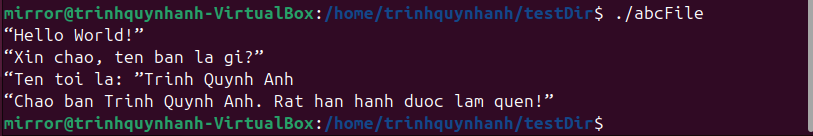 mirror@trinhquynhanh-VirtualBox:/home/trinhquynhanh/testDir$ ./abcFile
“Hello World!”
“Xin chao, ten ban la gi?”
“Ten toi la: ”Trinh Quynh Anh
“Chao ban Trinh Quynh Anh. Rat han hanh duoc lam quen!”
mirror@trinhquynhanh-VirtualBox:/home/trinhquynhanh/testDir$